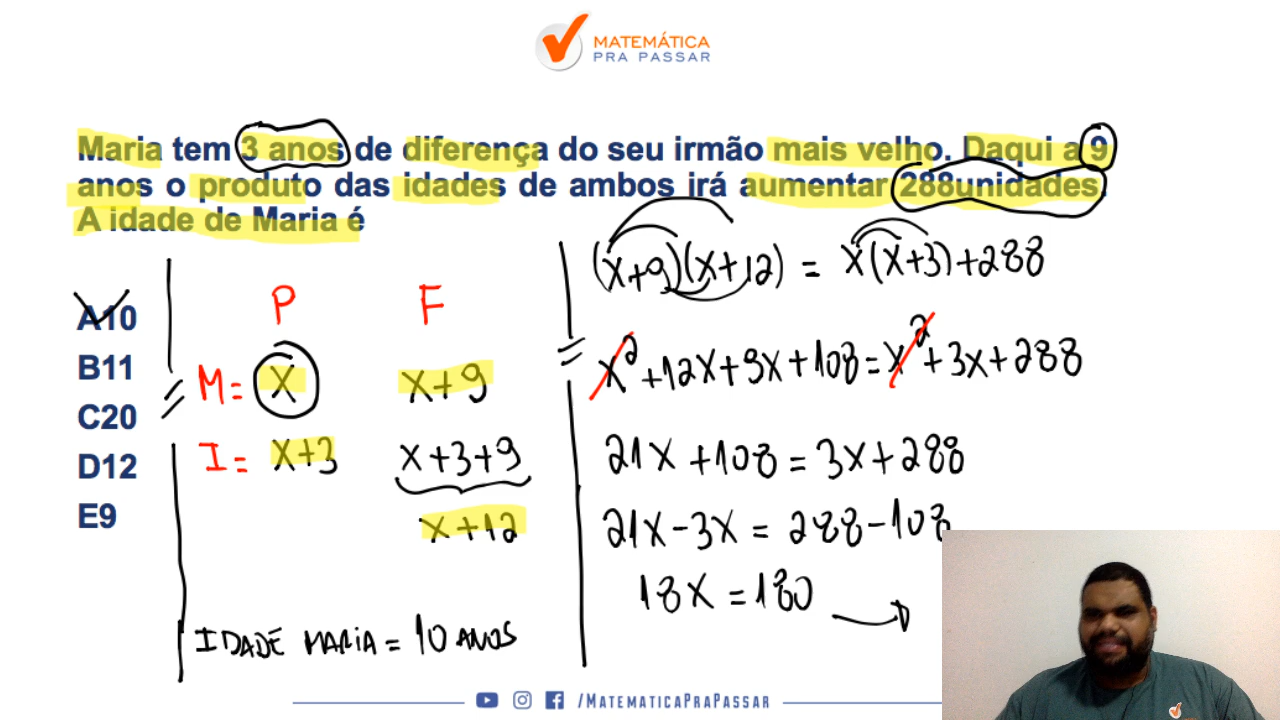 MATEMÁTICA
PRA PASSAR
Maria tem 3 anos de diferença do seu irmão mais velho. Daqui a 9
anos o produto das idades de ambos irá aumentar 288unidades.
A idade de Maria é
A10
B11
C20
D12
E9
P F
M= x x+9
I= x+3 x+3+9
x+12
IDADE MARIA = 10 ANOS
(x+9)(x+12) = x(x+3)+288
x²+12x+9x+108=x²+3x+288
21x+108=3x+288
21x-3x=288-108
18x=180
/MATEMATICAPRAPASSAR